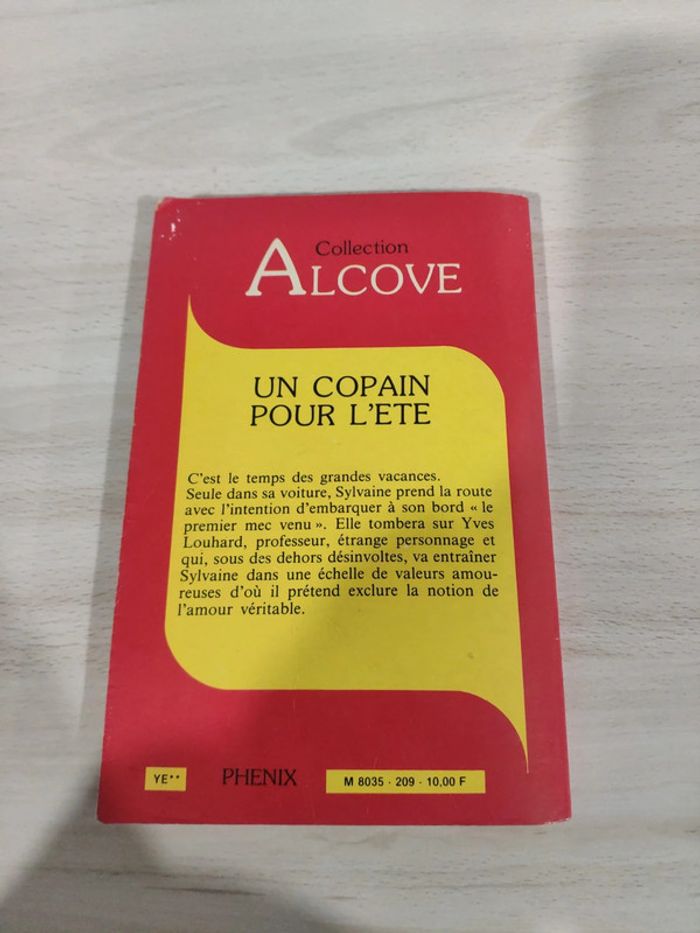 Collection
ALCOVE
UN COPAIN
POUR L'ETE
C'est le temps des grandes vacances.
Seule dans sa voiture, Sylvaine prend la route
avec l'intention d'embarquer à son bord « le
premier mec venu ». Elle tombera sur Yves
Louhard, professeur, étrange personnage et
qui, sous des dehors désinvoltes, va entraîner
Sylvaine dans une échelle de valeurs amou-
reuses d'où il prétend exclure la notion de
l'amour véritable.
YE**
PHENIX
M 8035 · 209 · 10,00 F